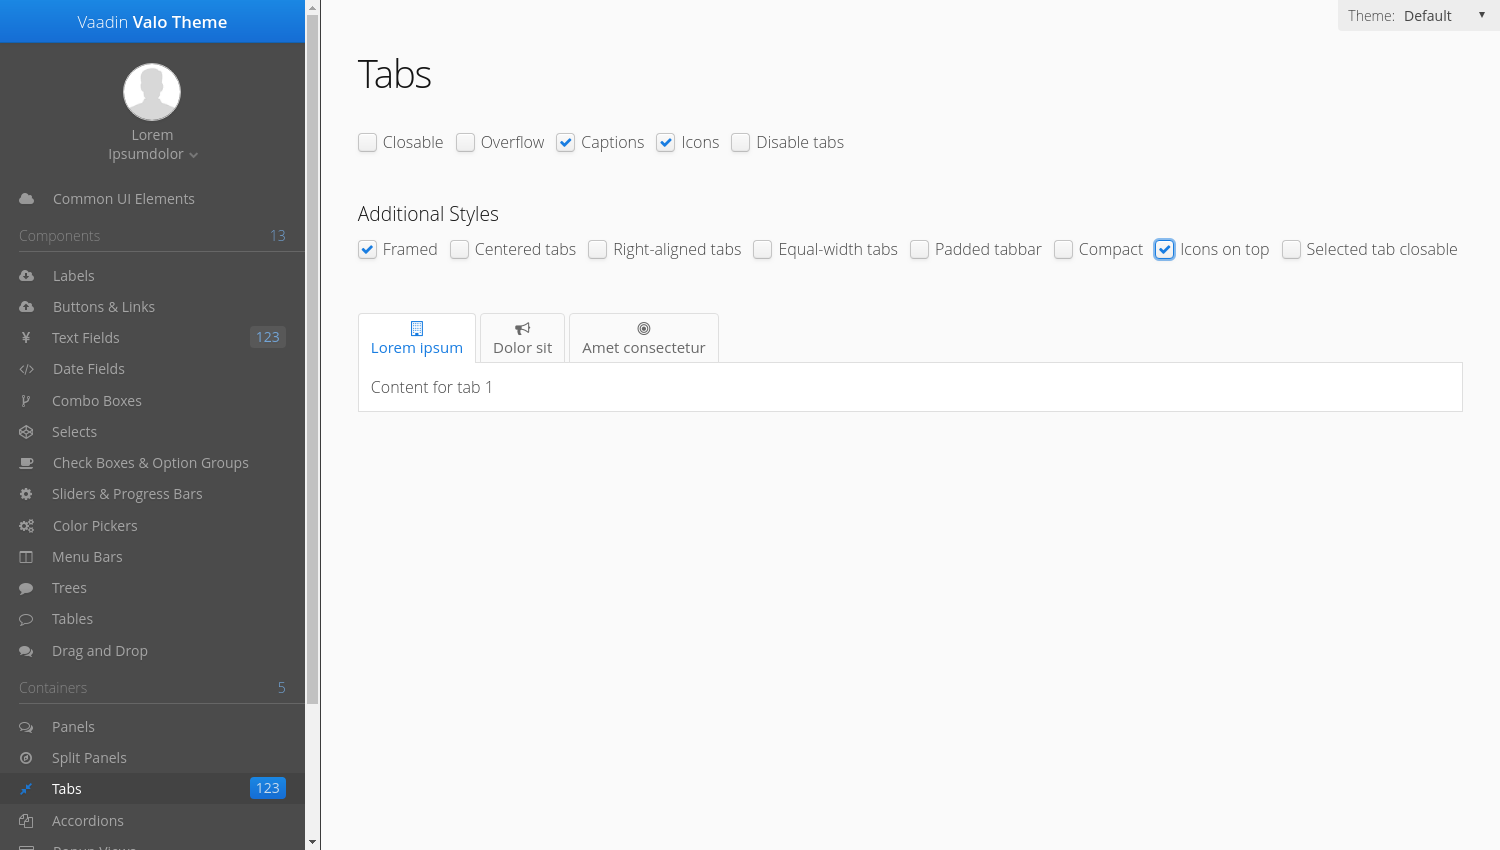 Vaadin Valo Theme
Lorem
Ipsumdolor
Common UI Elements
Components 13
Labels
Buttons & Links
Text Fields 123
Date Fields
Combo Boxes
Selects
Check Boxes & Option Groups
Sliders & Progress Bars
Color Pickers
Menu Bars
Trees
Tables
Drag and Drop
Containers 5
Panels
Split Panels
Tabs 123
Accordions
Theme: Default
Tabs
Closable Overflow Captions Icons Disable tabs
Additional Styles
Framed Centered tabs Right-aligned tabs Equal-width tabs Padded tabbar Compact Icons on top Selected tab closable
Lorem ipsum Dolor sit Amet consectetur
Content for tab 1